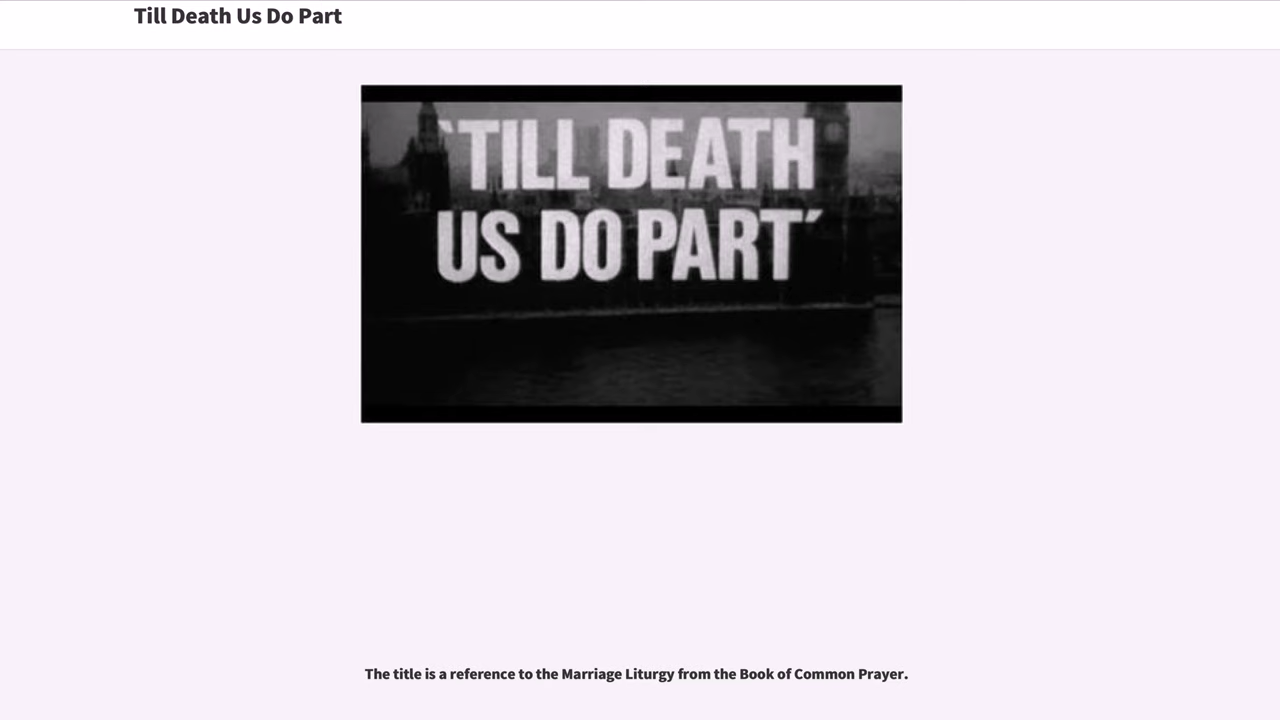 Till Death Us Do Part
‵TILL DEATH
US DO PART′
The title is a reference to the Marriage Liturgy from the Book of Common Prayer.